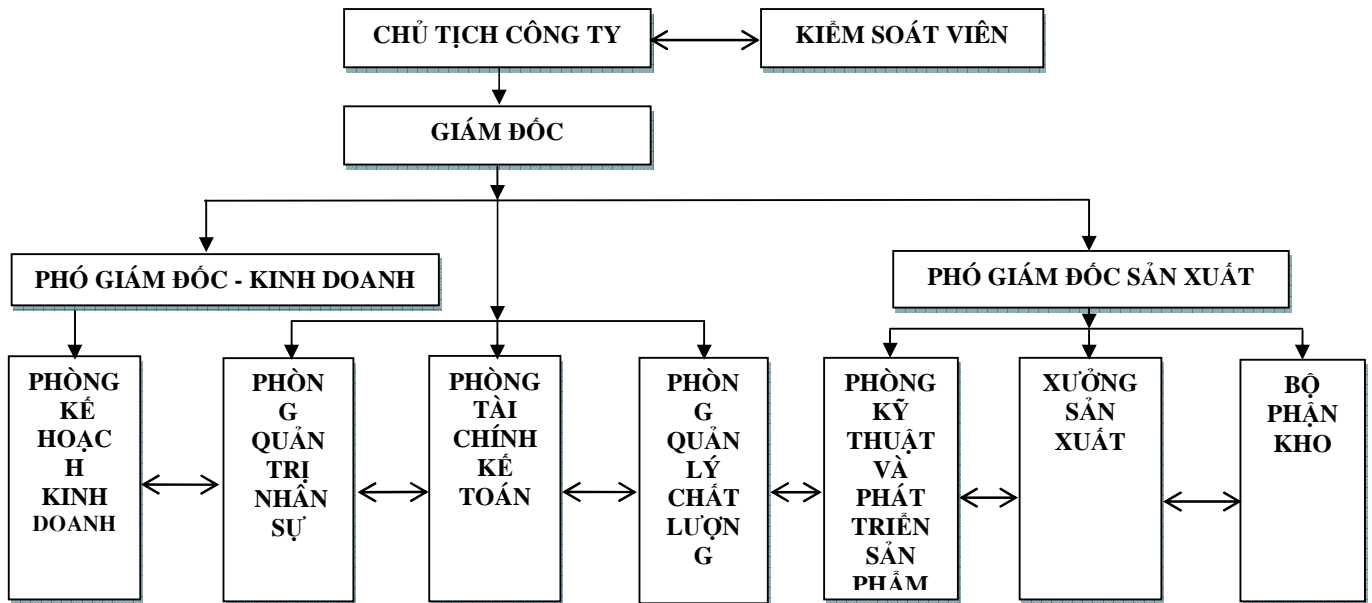 CHỦ TỊCH CÔNG TY
KIỂM SOÁT VIÊN
GIÁM ĐỐC
PHÓ GIÁM ĐỐC - KINH DOANH
PHÓ GIÁM ĐỐC SẢN XUẤT
PHÒNG
KẾ
HOẠC
H
KINH
DOANH
PHÒN
G
QUẢN
TRỊ
NHÂN
SỰ
PHÒNG
TÀI
CHÍNH
KẾ
TOÁN
PHÒN
G
QUẢN
LÝ
CHẤT
LƯỢN
G
PHÒNG
KỸ
THUẬT
VÀ
PHÁT
TRIỂN
SẢN
PHẨM
XƯỞNG
SẢN
XUẤT
BỘ
PHẬN
KHO